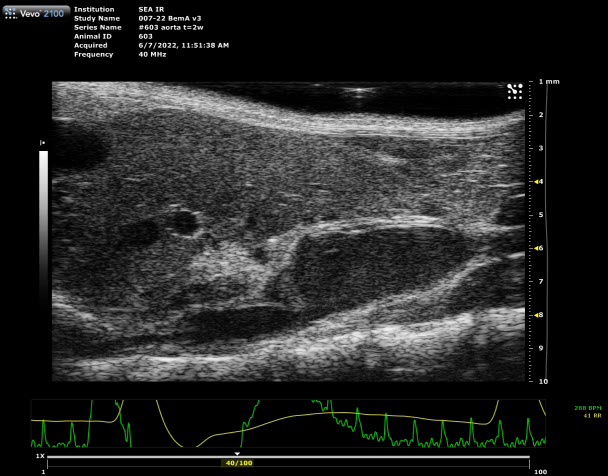 Vevo 2100
Institution SEA IR
Study Name 007-22 BemA v3
Series Name #603 aorta t=2w
Animal ID 603
Acquired 6/7/2022, 11:51:38 AM
Frequency 40 MHz
1 mm
2
3
4
5
6
7
8
9
10
288 BPM
41 RR
1X
40/100
1
100